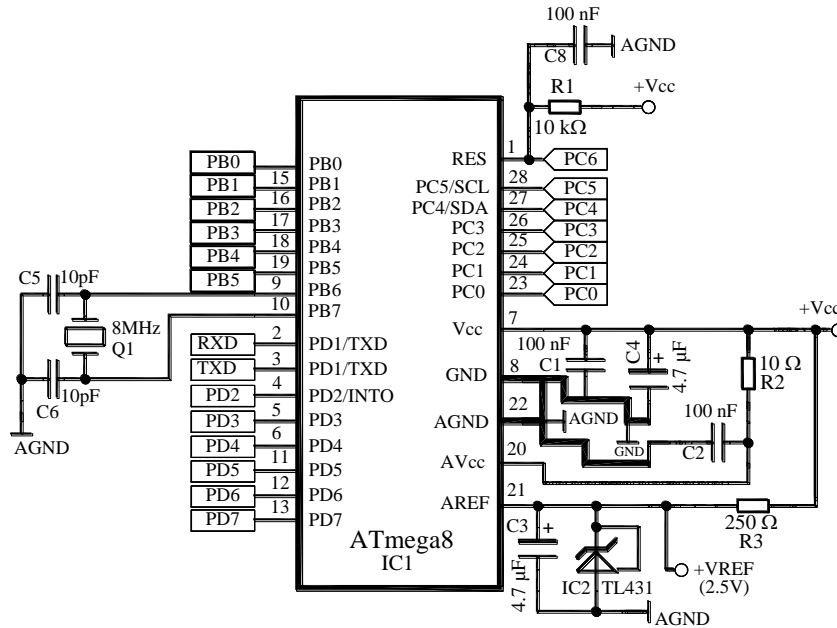 100 nF
C8
AGND
R1
+Vcc
10 kΩ
1
RES
PC6
PB0
PB0
28
PC5/SCL
PC5
15
PB1
PB1
27
PC4/SDA
PC4
16
PB2
PB2
26
PC3
PC3
17
PB3
PB3
25
PC2
PC2
18
PB4
PB4
24
PC1
PC1
19
PB5
PB5
23
PC0
PC0
C5
10pF
9
PB6
10
PB7
8MHz
Q1
7
Vcc
+Vcc
RXD
2
PD1/TXD
TXD
3
PD1/TXD
100 nF
C1
C4
+
4.7 µF
10 Ω
R2
8
GND
C6
10pF
PD2
4
PD2/INTO
PD3
5
PD3
22
AGND
AGND
GND
100 nF
C2
AGND
PD4
6
PD4
20
AVcc
PD5
11
PD5
PD6
12
PD6
21
AREF
PD7
13
PD7
C3
+
4.7 µF
250 Ω
R3
ATmega8
IC1
IC2
TL431
+VREF
(2.5V)
AGND